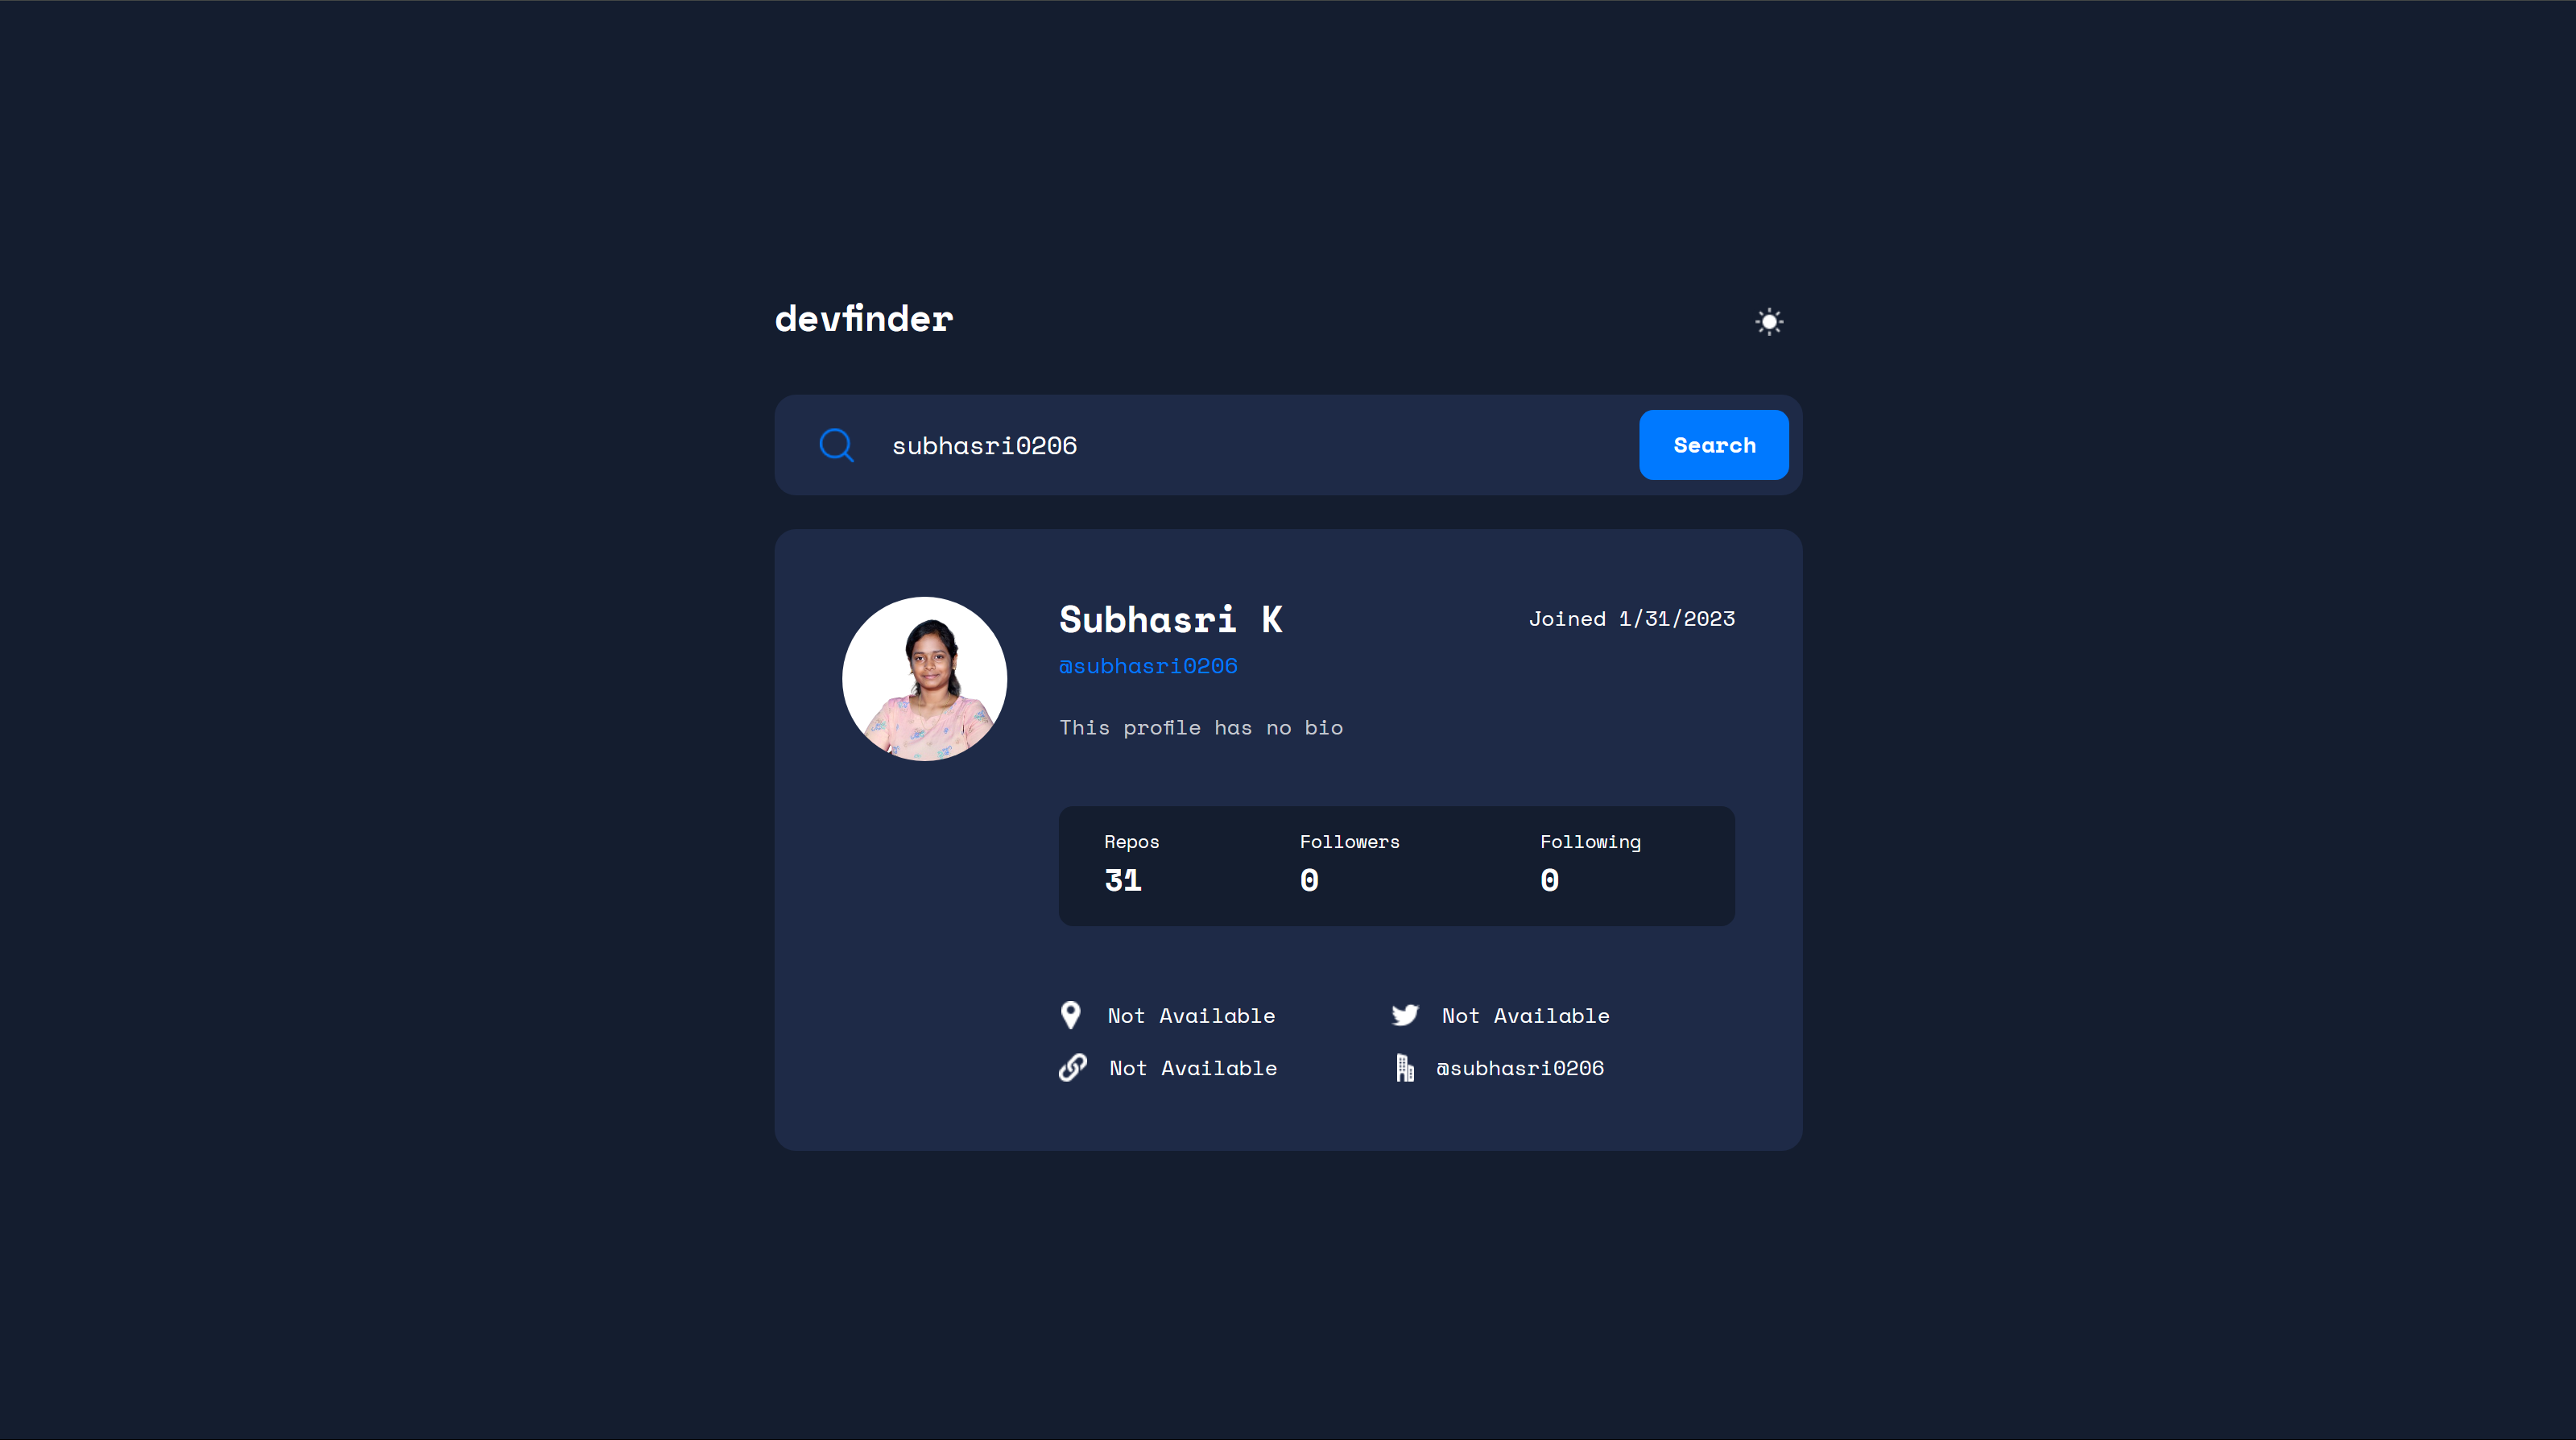 devfinder
subhasri0206
Search
Subhasri K
Joined 1/31/2023
@subhasri0206
This profile has no bio
Repos Followers Following
31 0 0
Not Available Not Available
Not Available @subhasri0206